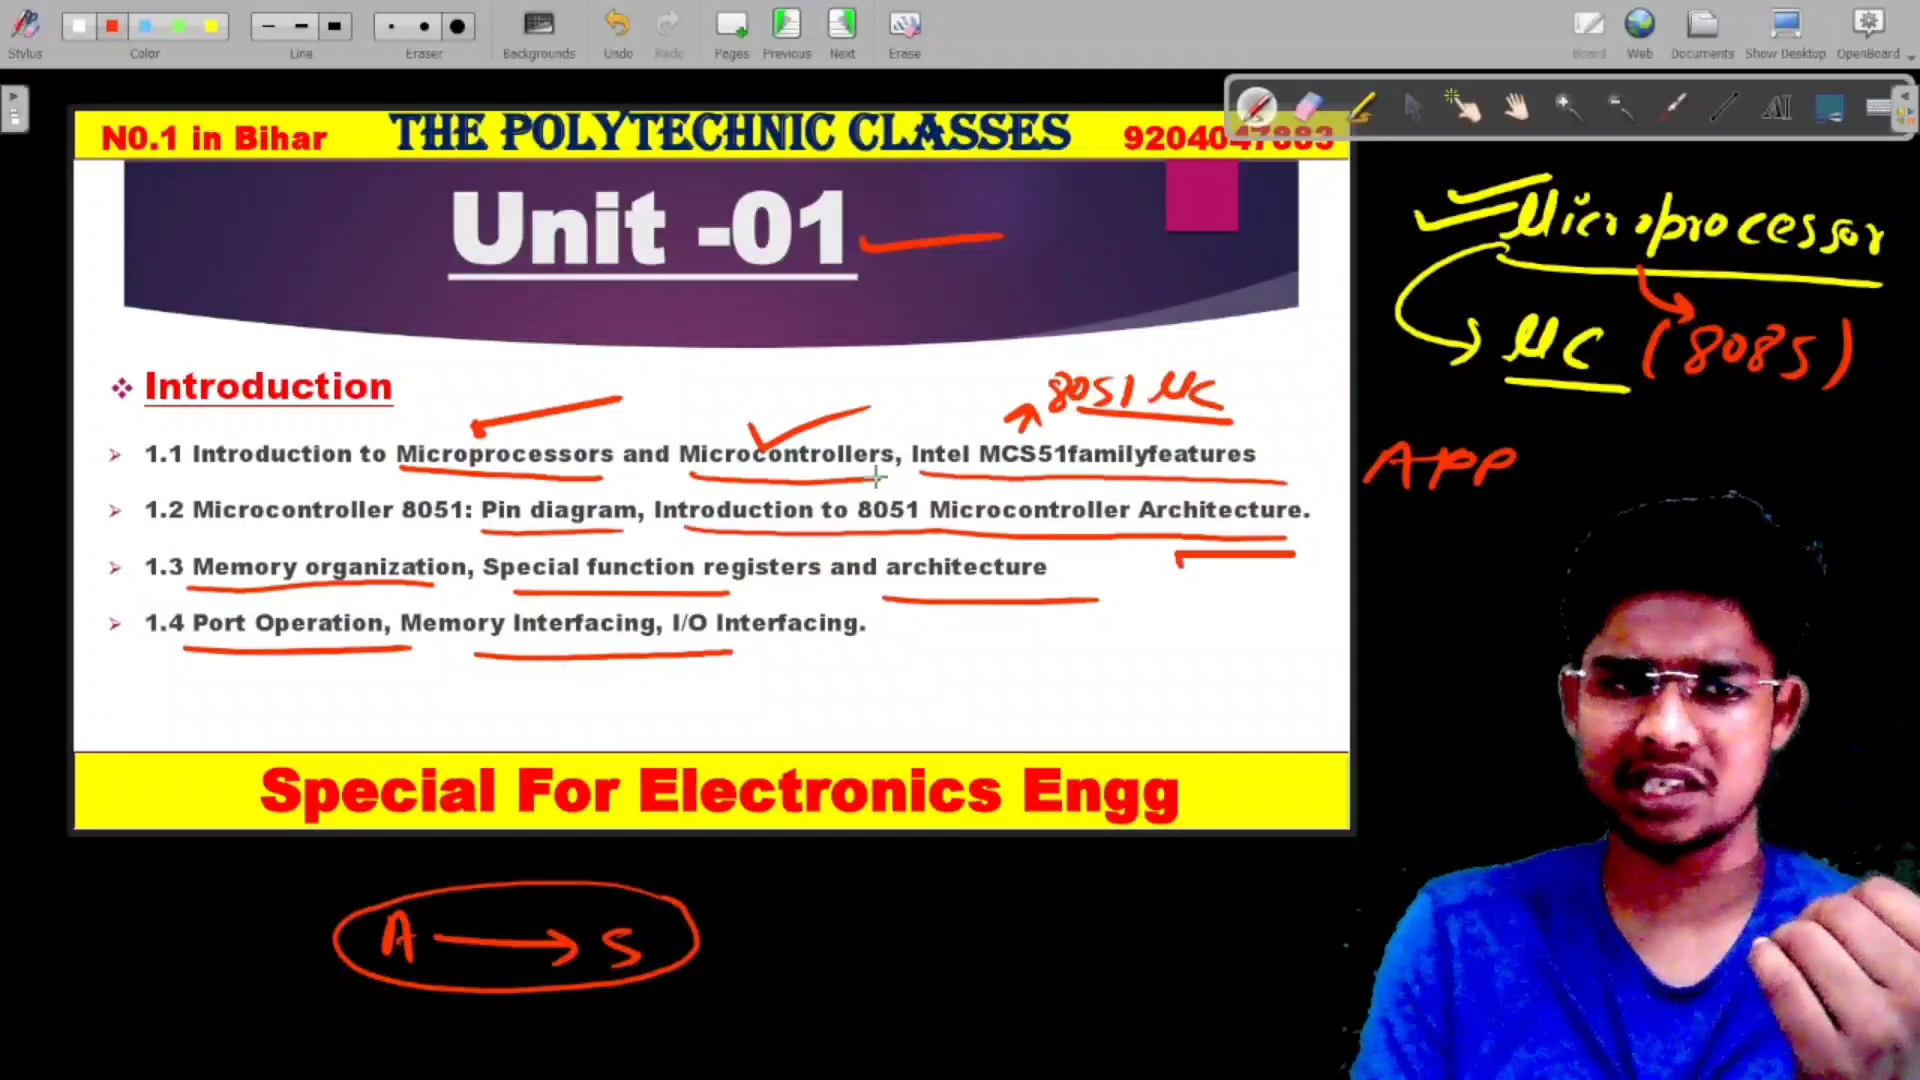 Stylus Color Line Eraser Backgrounds Undo Redo Pages Previous Next Erase Board Web Documents Show Desktop OpenBoard
N0.1 in Bihar THE POLYTECHNIC CLASSES 9204047883
Unit -01
Microprocessor
MC (8085)
Introduction
8051 MC
1.1 Introduction to Microprocessors and Microcontrollers, Intel MCS51familyfeatures
APP
1.2 Microcontroller 8051: Pin diagram, Introduction to 8051 Microcontroller Architecture.
1.3 Memory organization, Special function registers and architecture
1.4 Port Operation, Memory Interfacing, I/O Interfacing.
Special For Electronics Engg
A → S